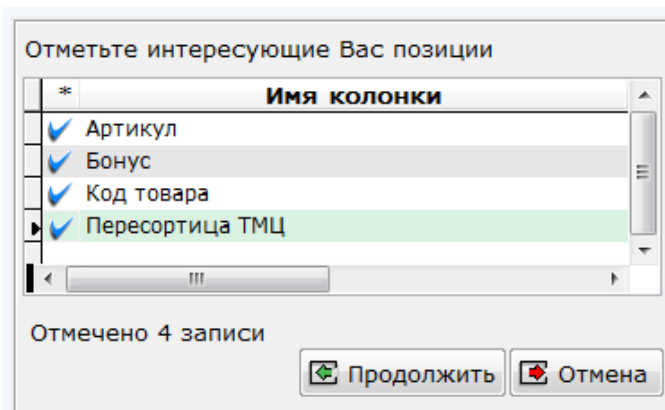 Отметьте интересующие Вас позиции
* Имя колонки
Артикул
Бонус
Код товара
Пересортица ТМЦ
Отмечено 4 записи
Продолжить Отмена